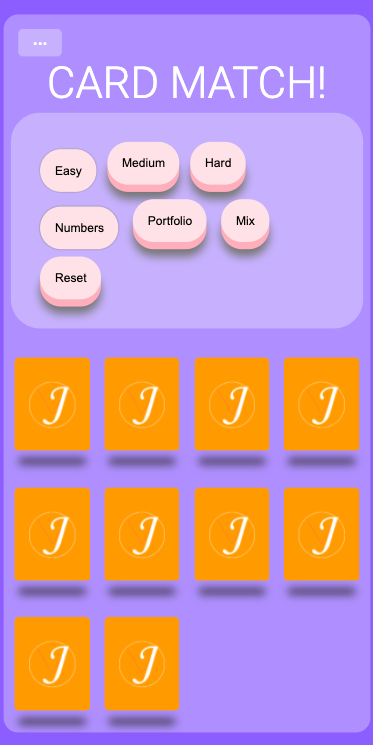 ...
CARD MATCH!
Easy Medium Hard
Numbers Portfolio Mix
Reset
J J J J
J J J J
J J